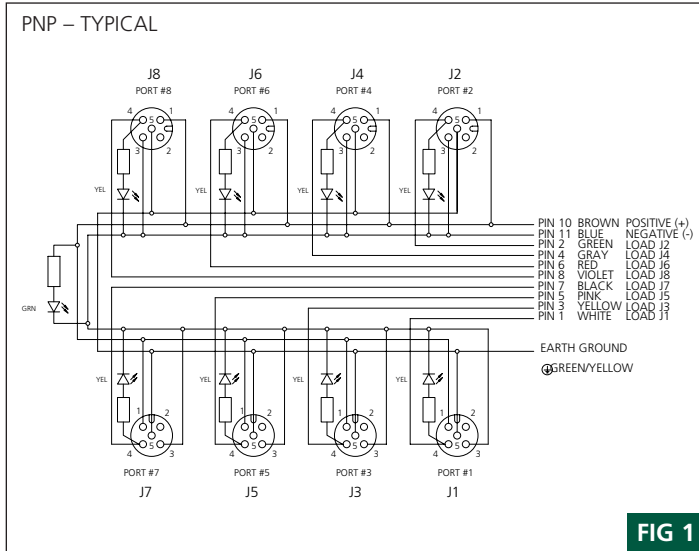 PNP – TYPICAL
J8 J6 J4 J2
PORT #8 PORT #6 PORT #4 PORT #2
4 1 4 1 4 1 4 1
5 5 5 5
3 2 3 2 3 2 3 2
YEL YEL YEL YEL
PIN 10 BROWN POSITIVE (+)
PIN 11 BLUE NEGATIVE (-)
PIN 2 GREEN LOAD J2
PIN 4 GRAY LOAD J4
PIN 6 RED LOAD J6
PIN 8 VIOLET LOAD J8
PIN 7 BLACK LOAD J7
PIN 5 PINK LOAD J5
PIN 3 YELLOW LOAD J3
PIN 1 WHITE LOAD J1
GRN
EARTH GROUND
GREEN/YELLOW
YEL YEL YEL YEL
1 2 1 2 1 2 1 2
4 5 3 4 5 3 4 5 3 4 5 3
PORT #7 PORT #5 PORT #3 PORT #1
J7 J5 J3 J1
FIG 1